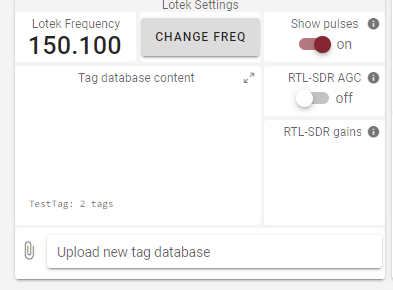 Lotek Settings
Lotek Frequency
150.100
CHANGE FREQ
Show pulses
on
Tag database content
RTL-SDR AGC
off
RTL-SDR gains
TestTag: 2 tags
Upload new tag database